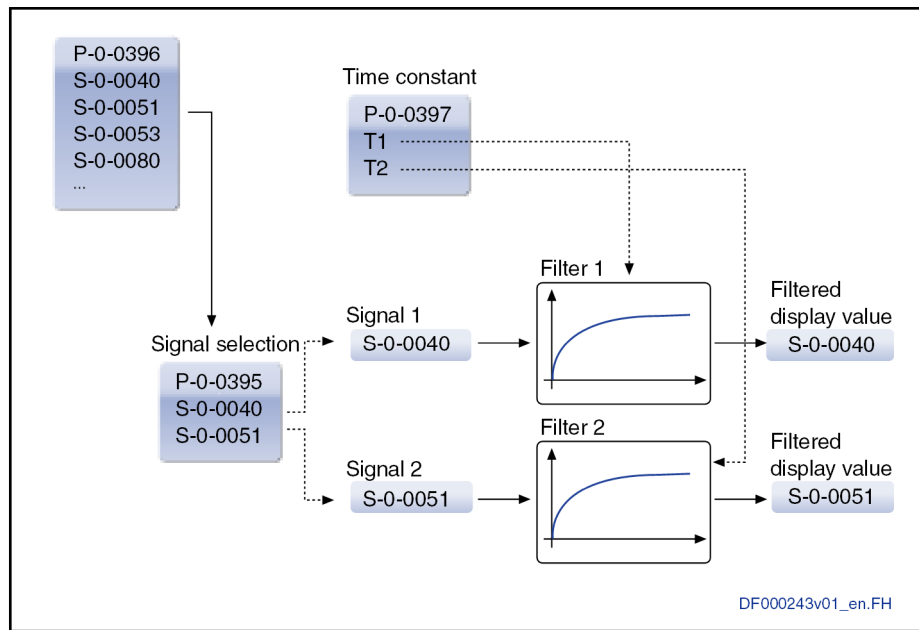 P-0-0396
S-0-0040
S-0-0051
S-0-0053
S-0-0080
...
Time constant
P-0-0397
T1
T2
Signal selection
P-0-0395
S-0-0040
S-0-0051
Signal 1
S-0-0040
Filter 1
Filtered
display value
S-0-0040
Signal 2
S-0-0051
Filter 2
Filtered
display value
S-0-0051
DF000243v01_en.FH